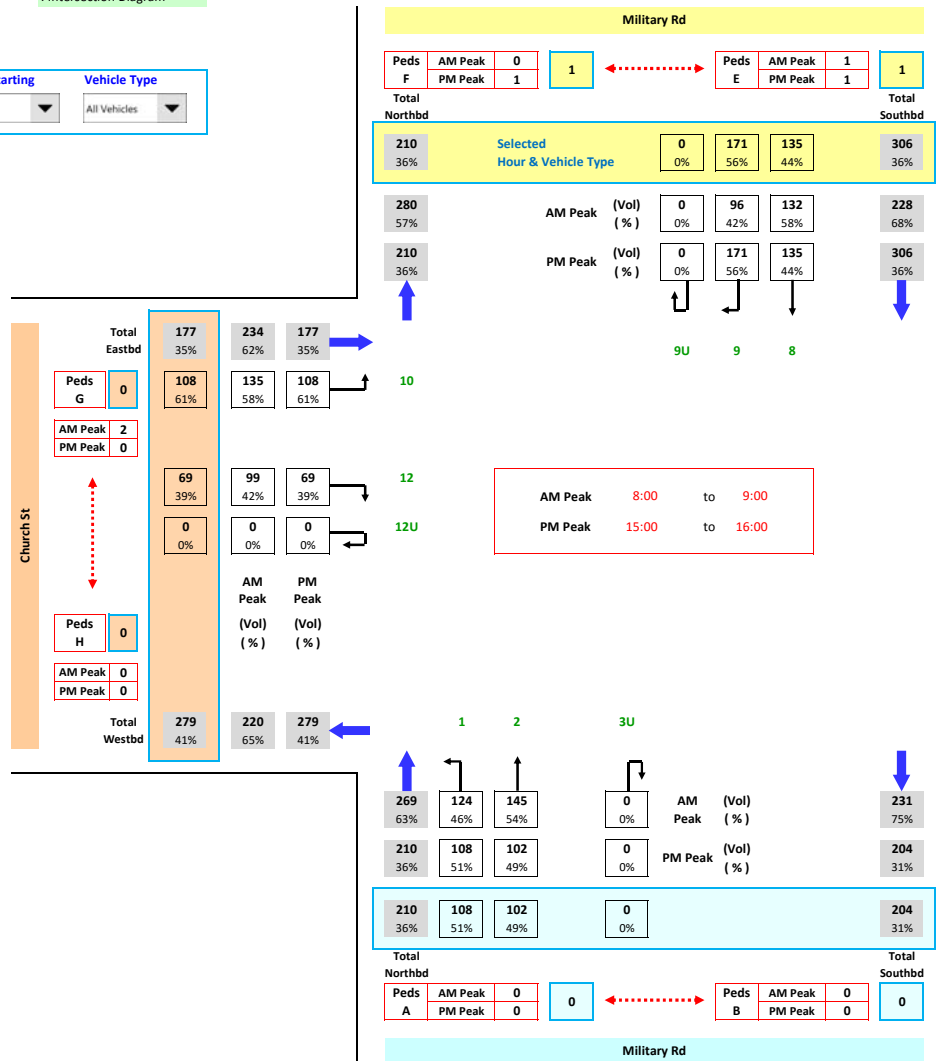 Intersection Diagram
Military Rd
arting Vehicle Type
All Vehicles
Peds AM Peak 0 1 Peds AM Peak 1 1
F PM Peak 1 E PM Peak 1
Total Total
Northbd Southbd
210 Selected 0 171 135 306
36% Hour & Vehicle Type 0% 56% 44% 36%
280 AM Peak (Vol) 0 96 132 228
57% ( % ) 0% 42% 58% 68%
210 PM Peak (Vol) 0 171 135 306
36% ( % ) 0% 56% 44% 36%
Total 177 234 177
Eastbd 35% 62% 35%
9U 9 8
Peds 0 108 135 108 10
G 61% 58% 61%
AM Peak 2
PM Peak 0
69 99 69 12
39% 42% 39%
0 0 0 12U
0% 0% 0%
AM Peak 8:00 to 9:00
PM Peak 15:00 to 16:00
Church St
AM PM
Peak Peak
(Vol) (Vol)
( % ) ( % )
Peds 0
H
AM Peak 0
PM Peak 0
Total 279 220 279 1 2 3U
Westbd 41% 65% 41%
269 124 145 0 AM (Vol) 231
63% 46% 54% 0% Peak ( % ) 75%
210 108 102 0 PM Peak (Vol) 204
36% 51% 49% 0% ( % ) 31%
210 108 102 0 204
36% 51% 49% 0% 31%
Total Total
Northbd Southbd
Peds AM Peak 0 0 Peds AM Peak 0 0
A PM Peak 0 B PM Peak 0
Military Rd